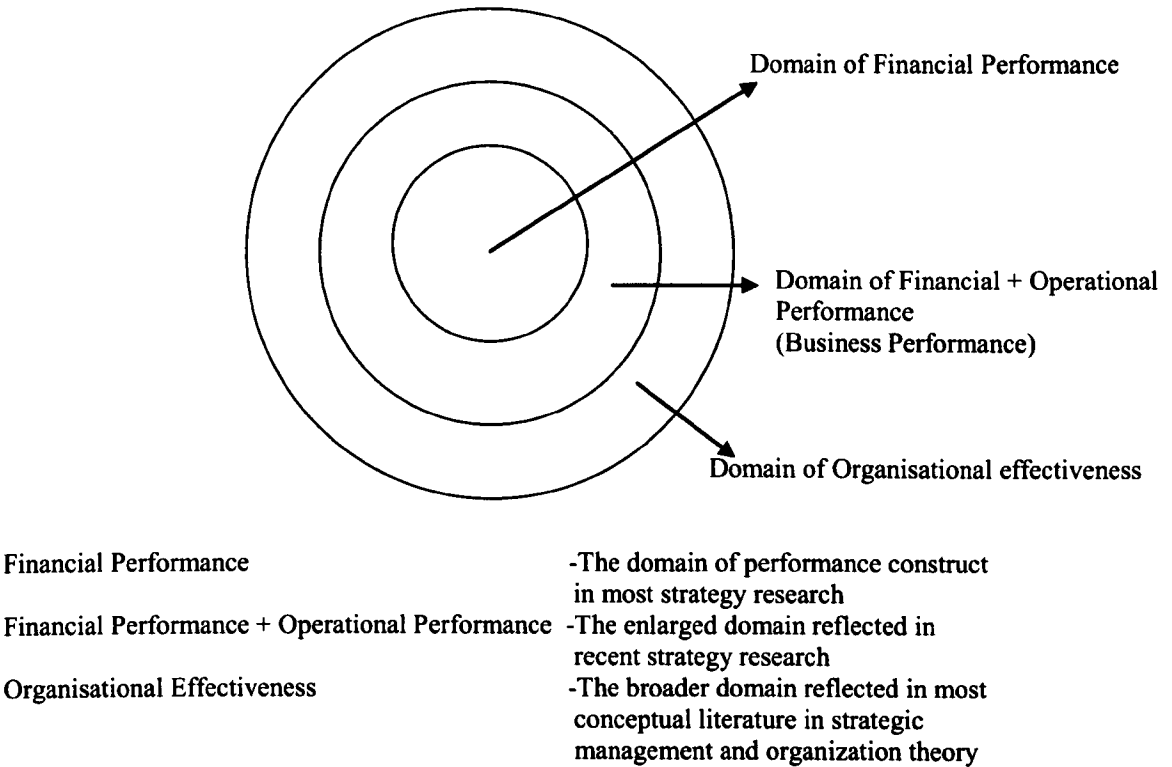 Domain of Financial Performance
Domain of Financial + Operational
Performance
(Business Performance)
Domain of Organisational effectiveness
Financial Performance -The domain of performance construct
in most strategy research
Financial Performance + Operational Performance -The enlarged domain reflected in
recent strategy research
Organisational Effectiveness -The broader domain reflected in most
conceptual literature in strategic
management and organization theory